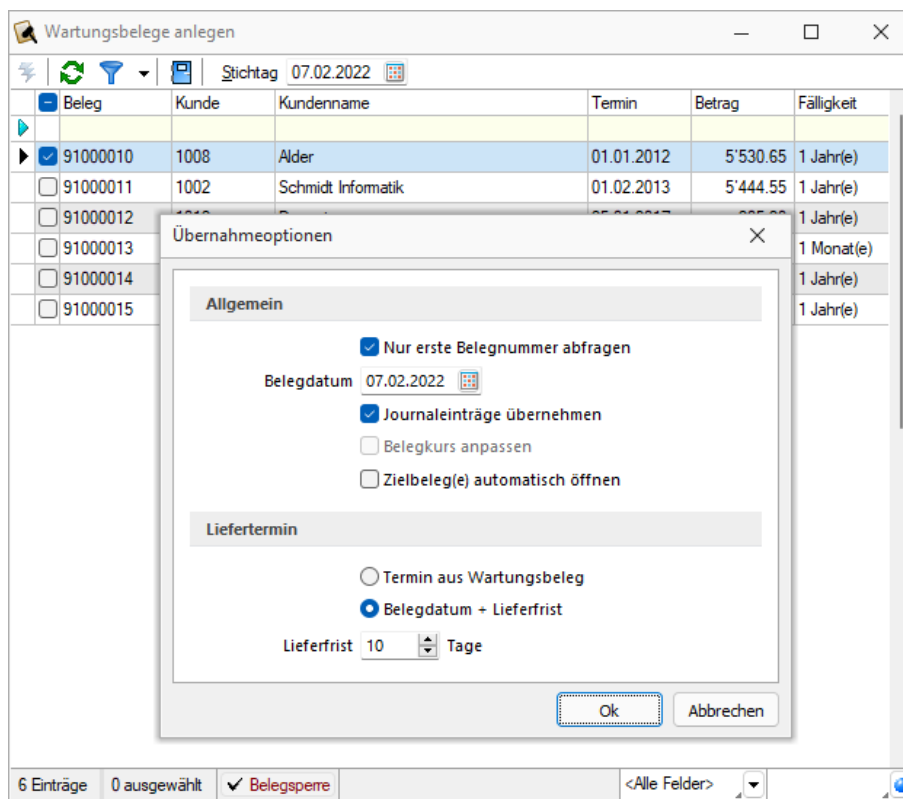 Wartungsbelege anlegen
Stichtag 07.02.2022
Beleg Kunde Kundenname Termin Betrag Fälligkeit
91000010 1008 Alder 01.01.2012 5'530.65 1 Jahr(e)
91000011 1002 Schmidt Informatik 01.02.2013 5'444.55 1 Jahr(e)
91000012 1 Jahr(e)
Übernahmeoptionen
91000013 1 Monat(e)
91000014 1 Jahr(e)
91000015 1 Jahr(e)
Allgemein
Nur erste Belegnummer abfragen
Belegdatum 07.02.2022
Journaleinträge übernehmen
Belegkurs anpassen
Zielbeleg(e) automatisch öffnen
Liefertermin
Termin aus Wartungsbeleg
Belegdatum + Lieferfrist
Lieferfrist 10 Tage
Ok Abbrechen
6 Einträge 0 ausgewählt Belegsperre <Alle Felder>